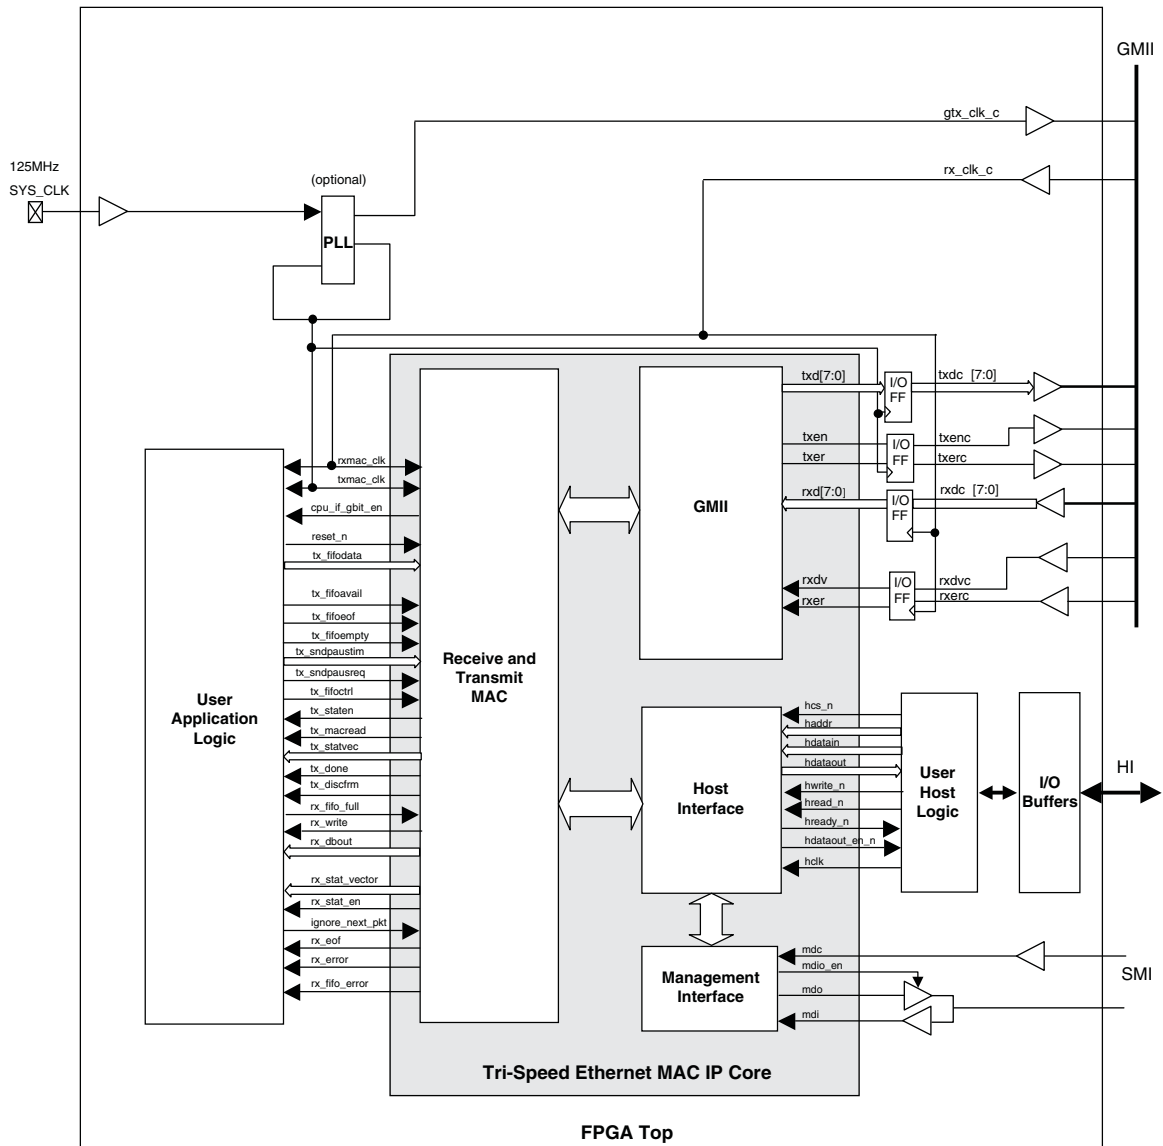 GMII
gtx_clk_c
125MHz
SYS_CLK
rx_clk_c
(optional)
PLL
txd[7:0]
I/O
FF
txdc [7:0]
txen
txer
I/O
FF
txenc
txerc
rxd[7:0]
I/O
FF
rxdc [7:0]
rxdv
rxer
I/O
FF
rxdvc
rxerc
GMII
rxmac_clk
txmac_clk
cpu_if_gbit_en
reset_n
tx_fifodata
tx_fifoavail
tx_fifoeof
tx_fifoempty
tx_sndpaustim
tx_sndpausreq
tx_fifoctrl
tx_staten
tx_macread
tx_statvec
tx_done
tx_discfrm
rx_fifo_full
rx_write
rx_dbout
rx_stat_vector
rx_stat_en
ignore_next_pkt
rx_eof
rx_error
rx_fifo_error
User
Application
Logic
Receive and
Transmit
MAC
Host
Interface
hcs_n
haddr
hdatain
hdataout
hwrite_n
hread_n
hready_n
hdataout_en_n
hclk
User
Host
Logic
I/O
Buffers
HI
Management
Interface
mdc
mdio_en
mdo
mdi
SMI
Tri-Speed Ethernet MAC IP Core
FPGA Top